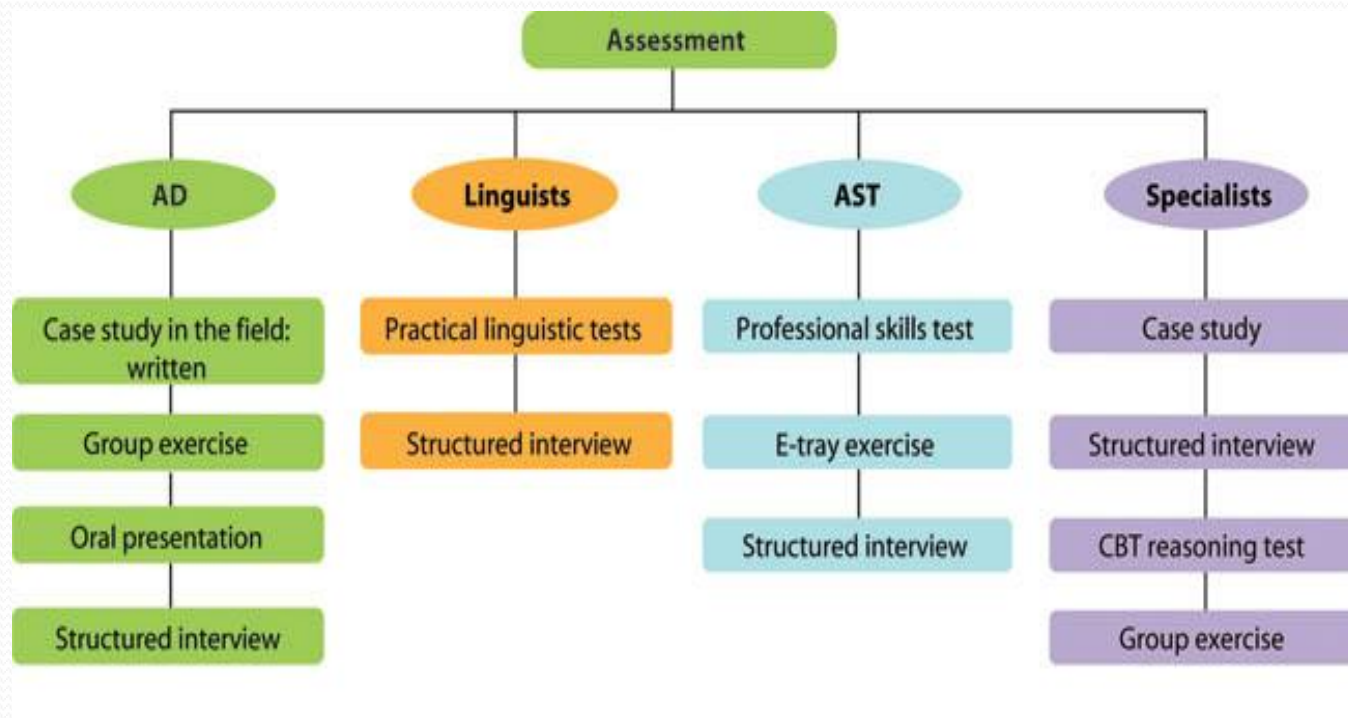 Assessment
AD
Linguists
AST
Specialists
Case study in the field:
written
Group exercise
Oral presentation
Structured interview
Practical linguistic tests
Structured interview
Professional skills test
E-tray exercise
Structured interview
Case study
Structured interview
CBT reasoning test
Group exercise